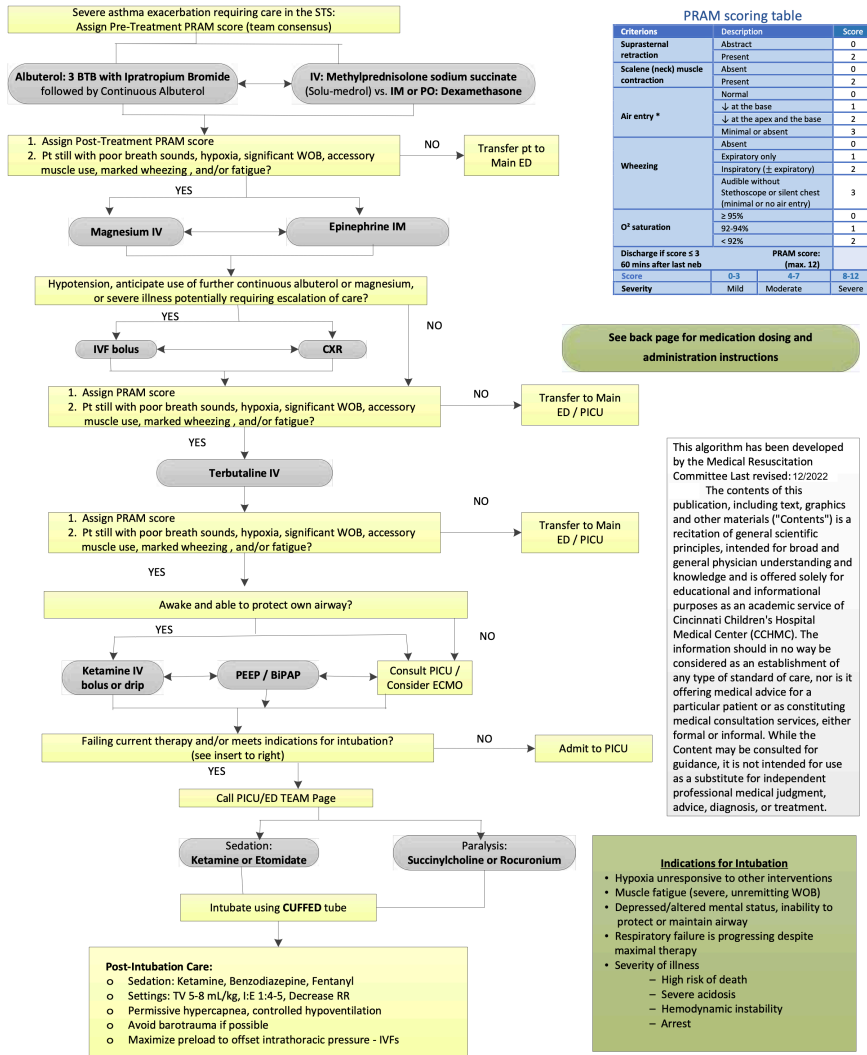 Severe asthma exacerbation requiring care in the STS:
Assign Pre-Treatment PRAM score (team consensus)
Albuterol: 3 BTB with Ipratropium Bromide
followed by Continuous Albuterol
IV: Methylprednisolone sodium succinate
(Solu-medrol) vs. IM or PO: Dexamethasone
1. Assign Post-Treatment PRAM score
2. Pt still with poor breath sounds, hypoxia, significant WOB, accessory
muscle use, marked wheezing , and/or fatigue?
NO
Transfer pt to
Main ED
YES
Magnesium IV
Epinephrine IM
Hypotension, anticipate use of further continuous albuterol or magnesium,
or severe illness potentially requiring escalation of care?
YES
NO
IVF bolus
CXR
1. Assign PRAM score
2. Pt still with poor breath sounds, hypoxia, significant WOB, accessory
muscle use, marked wheezing , and/or fatigue?
NO
Transfer to Main
ED / PICU
YES
Terbutaline IV
1. Assign PRAM score
2. Pt still with poor breath sounds, hypoxia, significant WOB, accessory
muscle use, marked wheezing , and/or fatigue?
NO
Transfer to Main
ED / PICU
YES
Awake and able to protect own airway?
YES
NO
Ketamine IV
bolus or drip
PEEP / BiPAP
Consult PICU /
Consider ECMO
Failing current therapy and/or meets indications for intubation?
(see insert to right)
NO
Admit to PICU
YES
Call PICU/ED TEAM Page
Sedation:
Ketamine or Etomidate
Paralysis:
Succinylcholine or Rocuronium
Intubate using CUFFED tube
Post-Intubation Care:
o Sedation: Ketamine, Benzodiazepine, Fentanyl
o Settings: TV 5-8 mL/kg, I:E 1:4-5, Decrease RR
o Permissive hypercapnea, controlled hypoventilation
o Avoid barotrauma if possible
o Maximize preload to offset intrathoracic pressure - IVFs
PRAM scoring table
Criterions Description Score
Suprasternal retraction Abstract 0
Present 2
Scalene (neck) muscle contraction Absent 0
Present 2
Air entry * Normal 0
↓ at the base 1
↓ at the apex and the base 2
Minimal or absent 3
Wheezing Absent 0
Expiratory only 1
Inspiratory (± expiratory) 2
Audible without
Stethoscope or silent chest
(minimal or no air entry) 3
O² saturation ≥ 95% 0
92-94% 1
< 92% 2
Discharge if score ≤ 3 PRAM score:
60 mins after last neb (max. 12)
Score 0-3 4-7 8-12
Severity Mild Moderate Severe
See back page for medication dosing and
administration instructions
This algorithm has been developed
by the Medical Resuscitation
Committee Last revised: 12/2022
The contents of this
publication, including text, graphics
and other materials ("Contents") is a
recitation of general scientific
principles, intended for broad and
general physician understanding and
knowledge and is offered solely for
educational and informational
purposes as an academic service of
Cincinnati Children's Hospital
Medical Center (CCHMC). The
information should in no way be
considered as an establishment of
any type of standard of care, nor is it
offering medical advice for a
particular patient or as constituting
medical consultation services, either
formal or informal. While the
Content may be consulted for
guidance, it is not intended for use
as a substitute for independent
professional medical judgment,
advice, diagnosis, or treatment.
Indications for Intubation
• Hypoxia unresponsive to other interventions
• Muscle fatigue (severe, unremitting WOB)
• Depressed/altered mental status, inability to
protect or maintain airway
• Respiratory failure is progressing despite
maximal therapy
• Severity of illness
– High risk of death
– Severe acidosis
– Hemodynamic instability
– Arrest